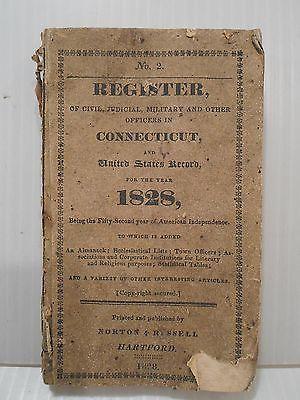 No. 2.
REGISTER,
OF CIVIL, JUDICIAL, MILITARY AND OTHER
OFFICERS IN
CONNECTICUT,
AND
United States Record,
FOR THE YEAR
1828,
Being the Fifty-Second year of American Independence.
TO WHICH IS ADDED
An Almanack; Ecclesiastical Lists; Town Officers; As-
sociations and Corporate Institutions for Literary
and Religious purposes; Statistical Tables;
AND A VARIETY OF OTHER INTERESTING ARTICLES.
[Copy-right secured.]
Printed and published by
NORTON & RUSSELL
HARTFORD.
1828